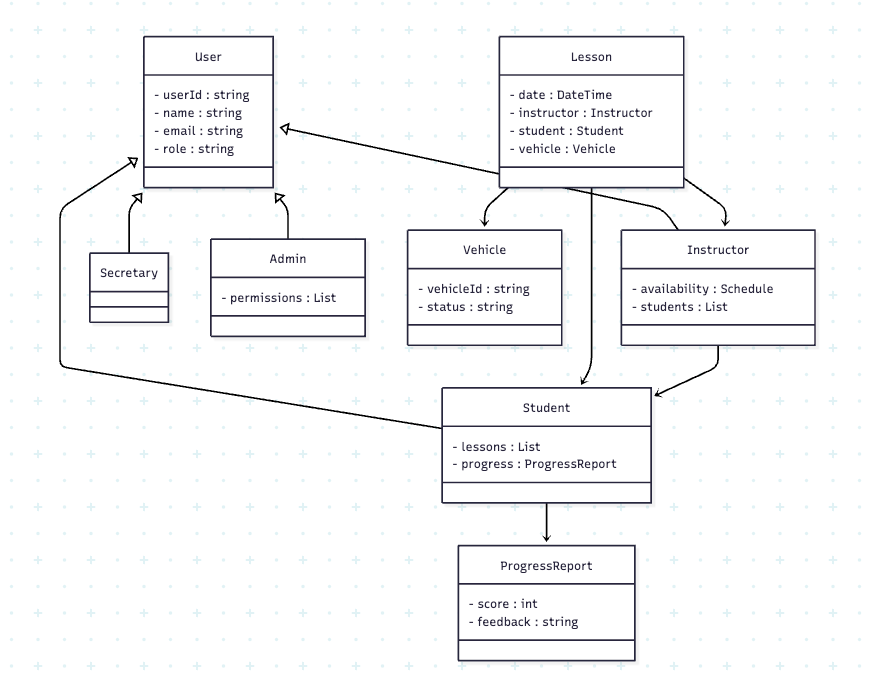 User
- userId : string
- name : string
- email : string
- role : string
Lesson
- date : DateTime
- instructor : Instructor
- student : Student
- vehicle : Vehicle
Secretary
Admin
- permissions : List
Vehicle
- vehicleId : string
- status : string
Instructor
- availability : Schedule
- students : List
Student
- lessons : List
- progress : ProgressReport
ProgressReport
- score : int
- feedback : string